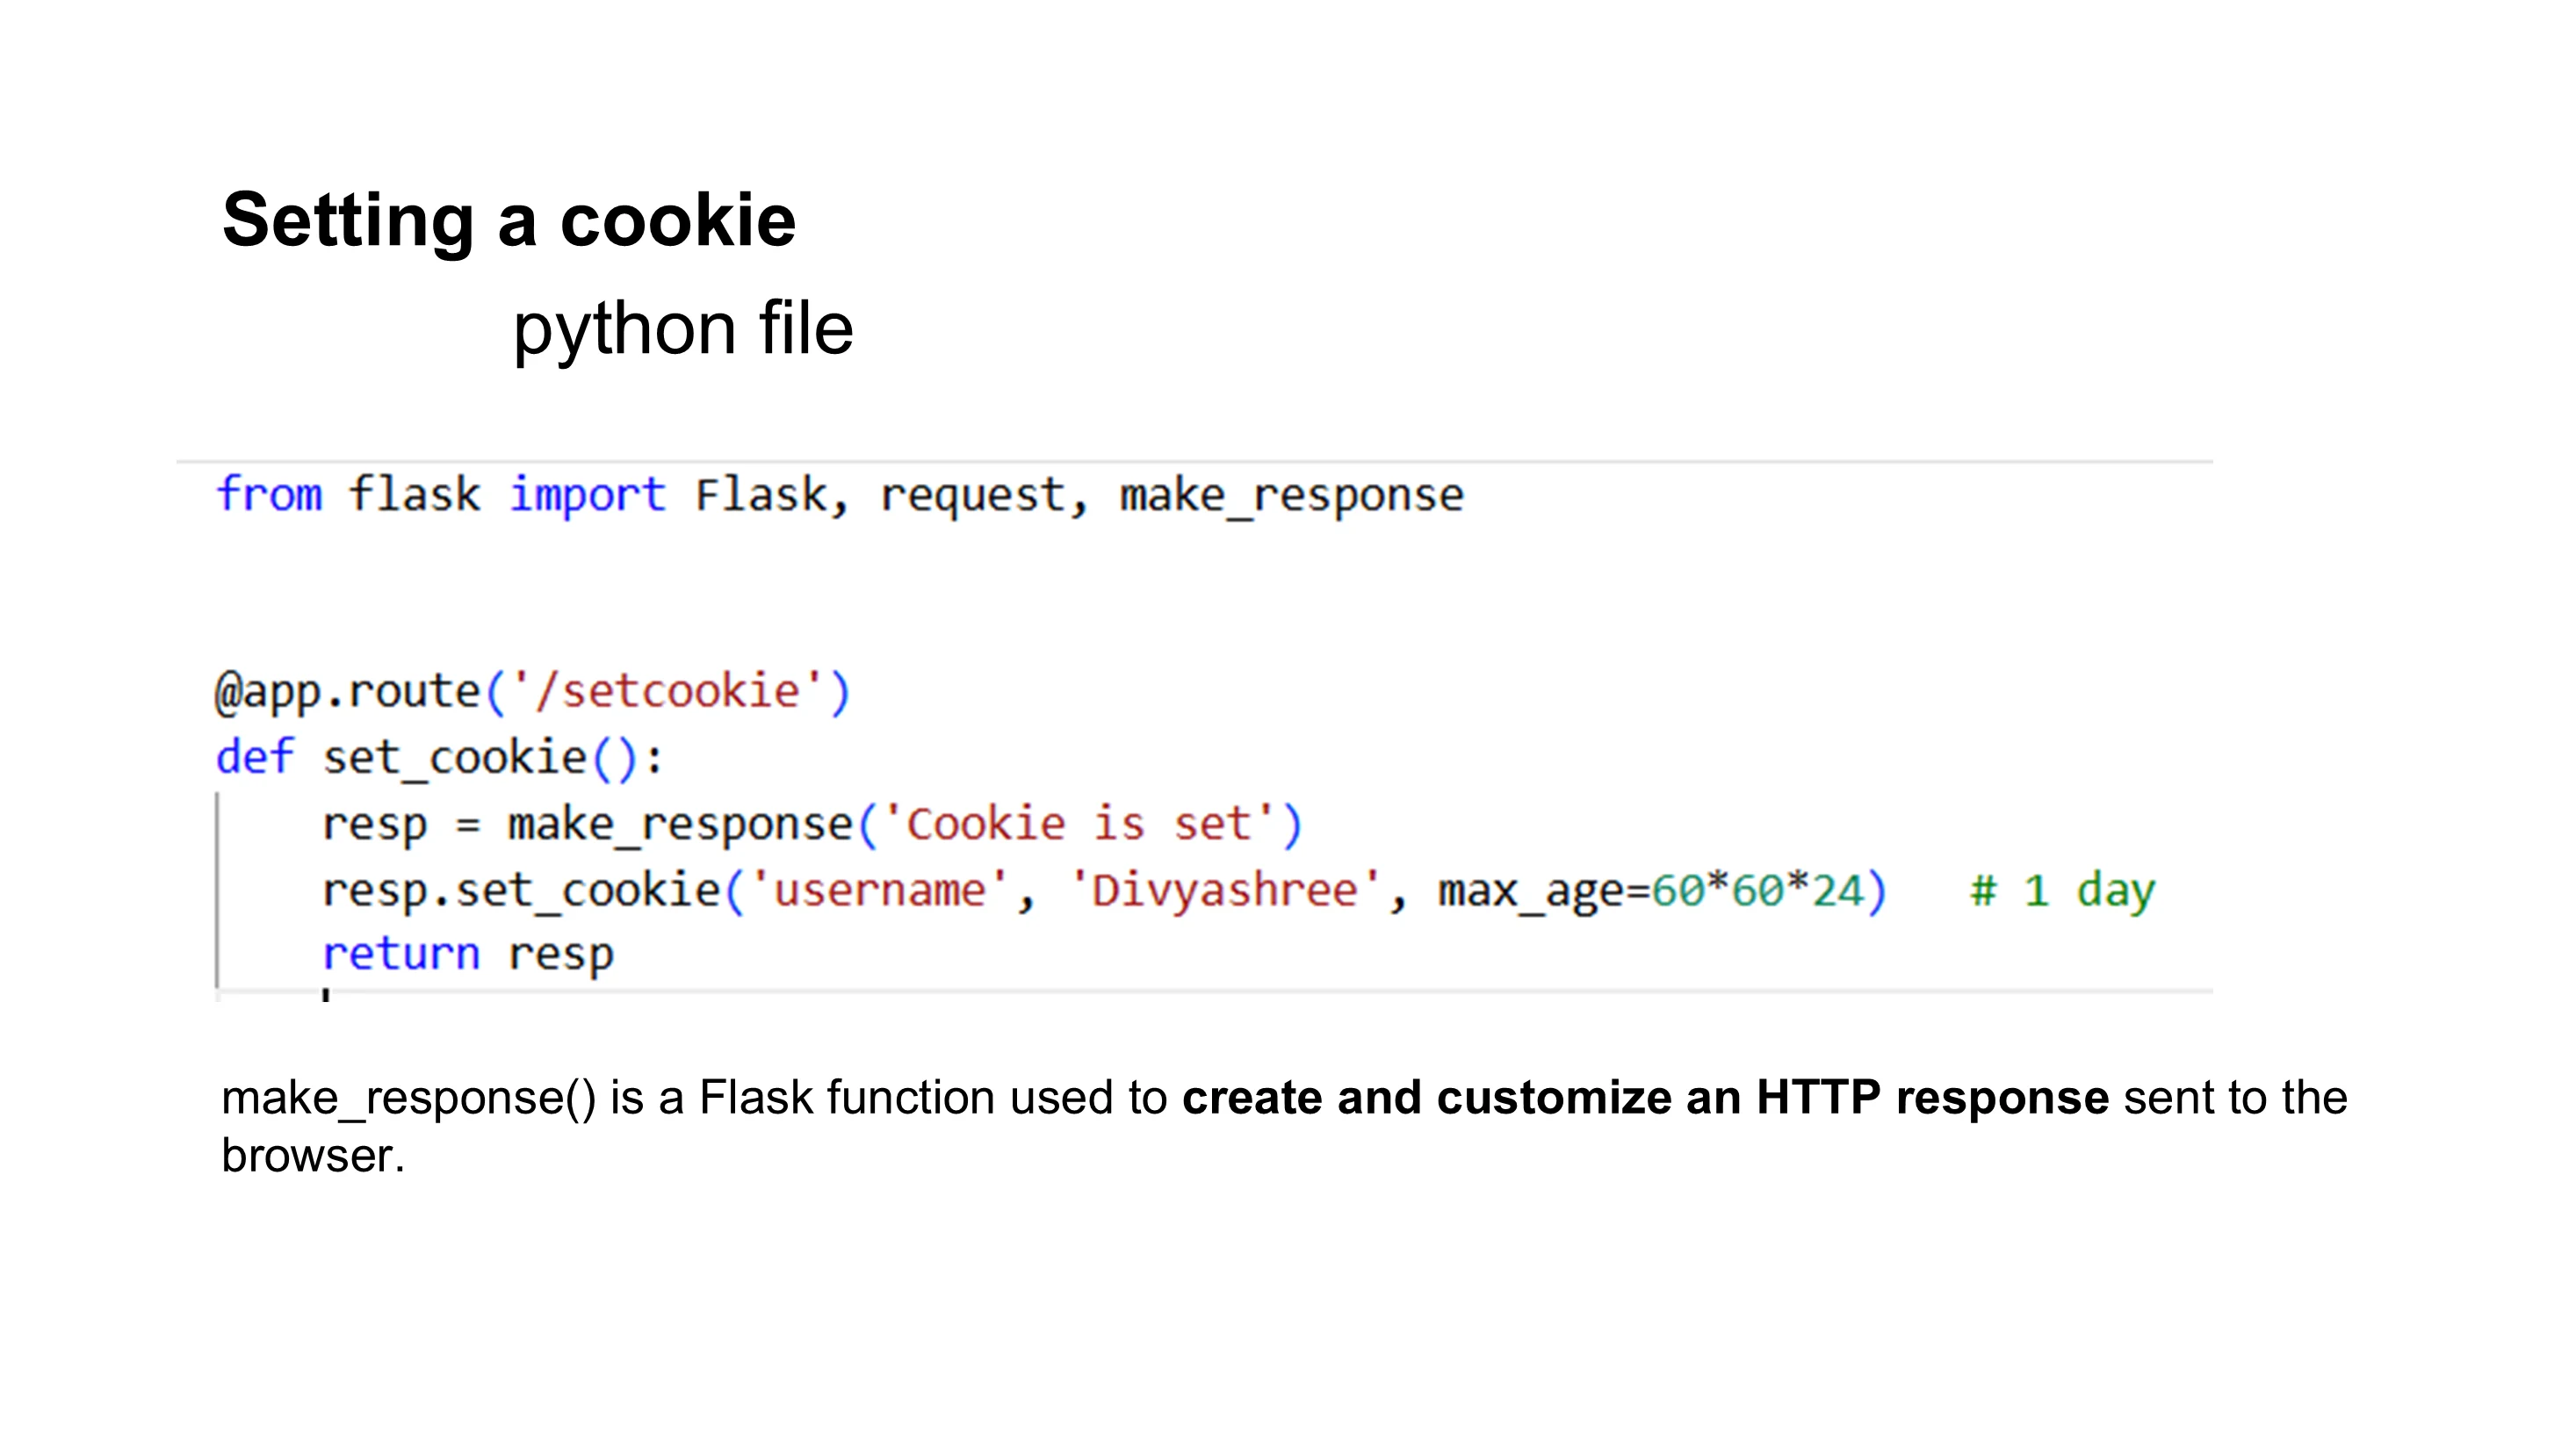 Setting a cookie
python file
from flask import Flask, request, make_response
@app.route('/setcookie')
def set_cookie():
    resp = make_response('Cookie is set')
    resp.set_cookie('username', 'Divyashree', max_age=60*60*24)   # 1 day
    return resp
make_response() is a Flask function used to create and customize an HTTP response sent to the
browser.